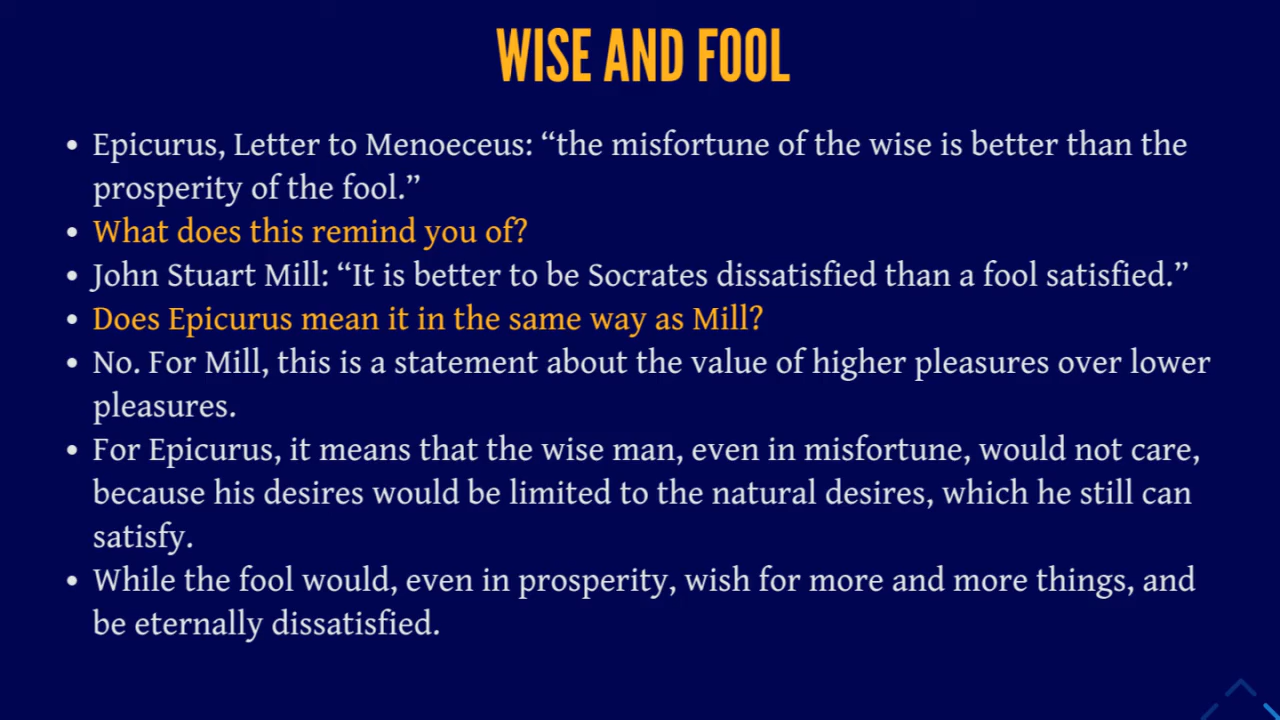 WISE AND FOOL
• Epicurus, Letter to Menoeceus: “the misfortune of the wise is better than the
prosperity of the fool.”
• What does this remind you of?
• John Stuart Mill: “It is better to be Socrates dissatisfied than a fool satisfied.”
• Does Epicurus mean it in the same way as Mill?
• No. For Mill, this is a statement about the value of higher pleasures over lower
pleasures.
• For Epicurus, it means that the wise man, even in misfortune, would not care,
because his desires would be limited to the natural desires, which he still can
satisfy.
• While the fool would, even in prosperity, wish for more and more things, and
be eternally dissatisfied.